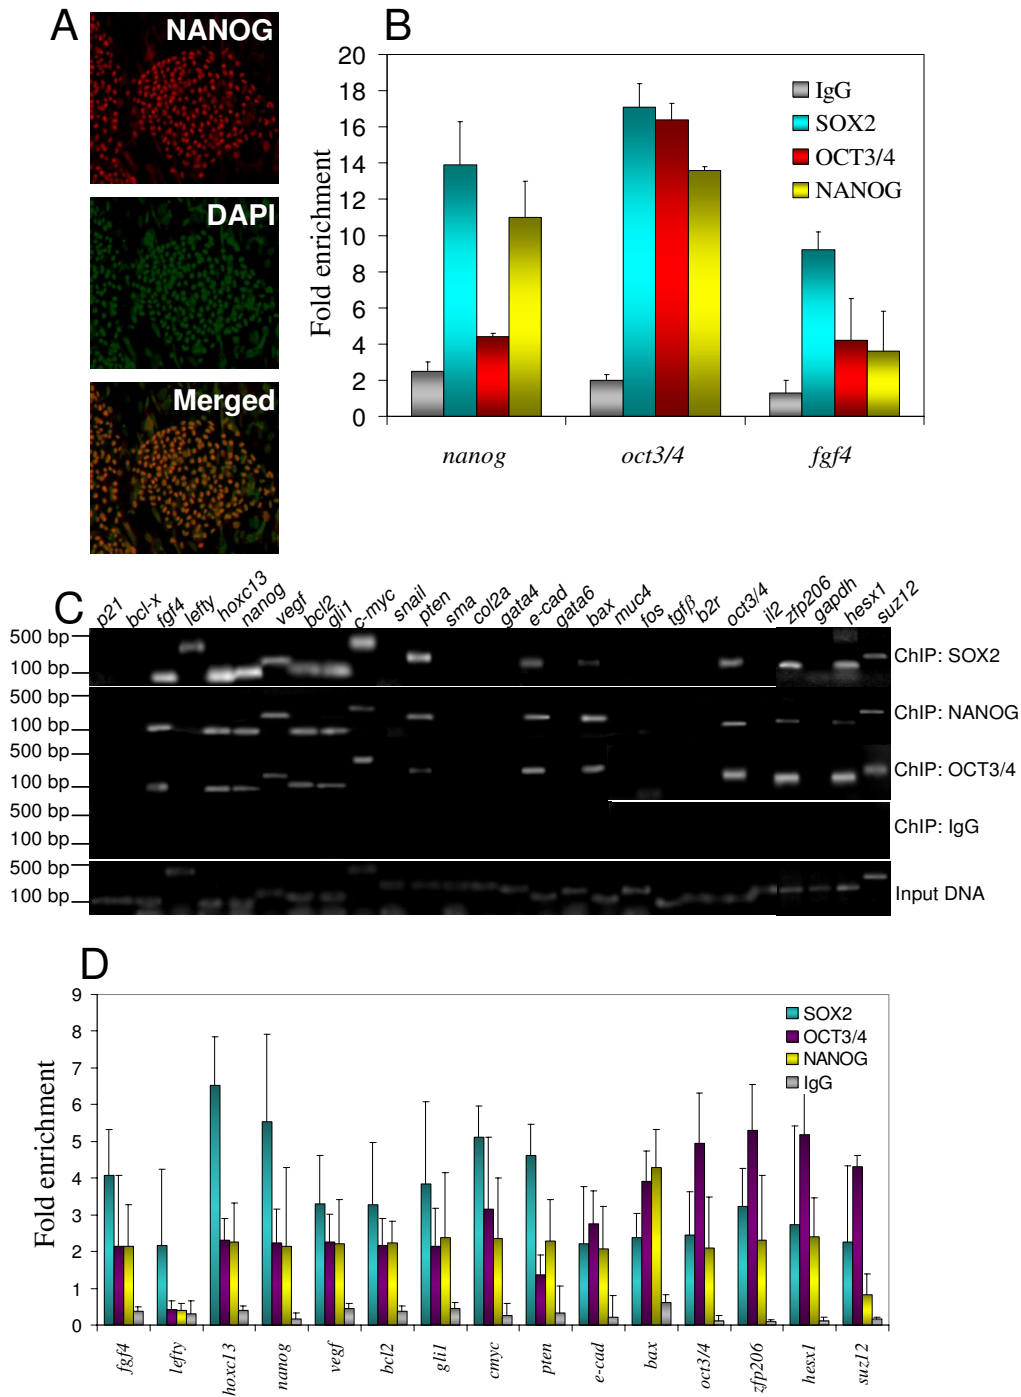 A
NANOG
DAPI
Merged
B
Fold enrichment
20
18
16
14
12
10
8
6
4
2
0
IgG
SOX2
OCT3/4
NANOG
nanog oct3/4 fgf4
C
p21 bcl-x fgf4 lefty hoxc13 nanog vegf bcl2 gli1 c-myc snail pten sma col2a gata4 e-cad gata6 bax muc4 fos tgfβ b2r oct3/4 il2 zfp206 gapdh hesx1 suz12
500 bp
100 bp
ChIP: SOX2
500 bp
100 bp
ChIP: NANOG
500 bp
100 bp
ChIP: OCT3/4
500 bp
100 bp
ChIP: IgG
500 bp
100 bp
Input DNA
D
Fold enrichment
9
8
7
6
5
4
3
2
1
0
SOX2
OCT3/4
NANOG
IgG
fgf4 lefty hoxc13 nanog vegf bcl2 gli1 cmyc pten e-cad bax oct3/4 zfp206 hesx1 suz12